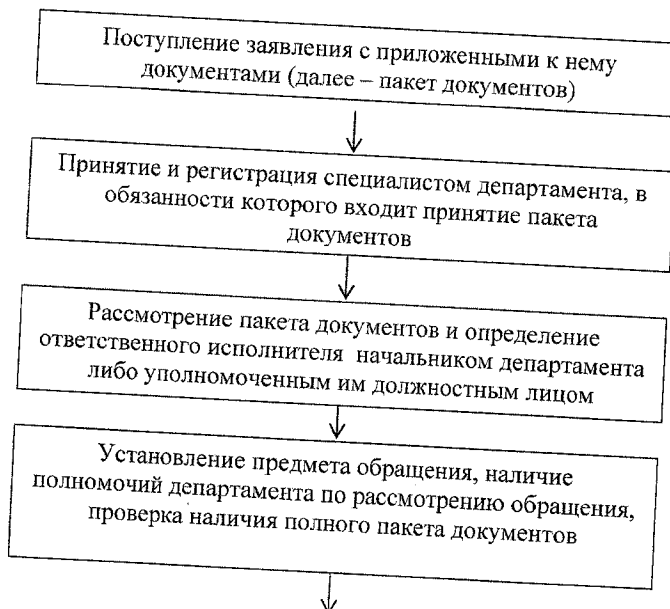 Поступление заявления с приложенными к нему
документами (далее – пакет документов)
Принятие и регистрация специалистом департамента, в
обязанности которого входит принятие пакета
документов
Рассмотрение пакета документов и определение
ответственного исполнителя начальником департамента
либо уполномоченным им должностным лицом
Установление предмета обращения, наличие
полномочий департамента по рассмотрению обращения,
проверка наличия полного пакета документов